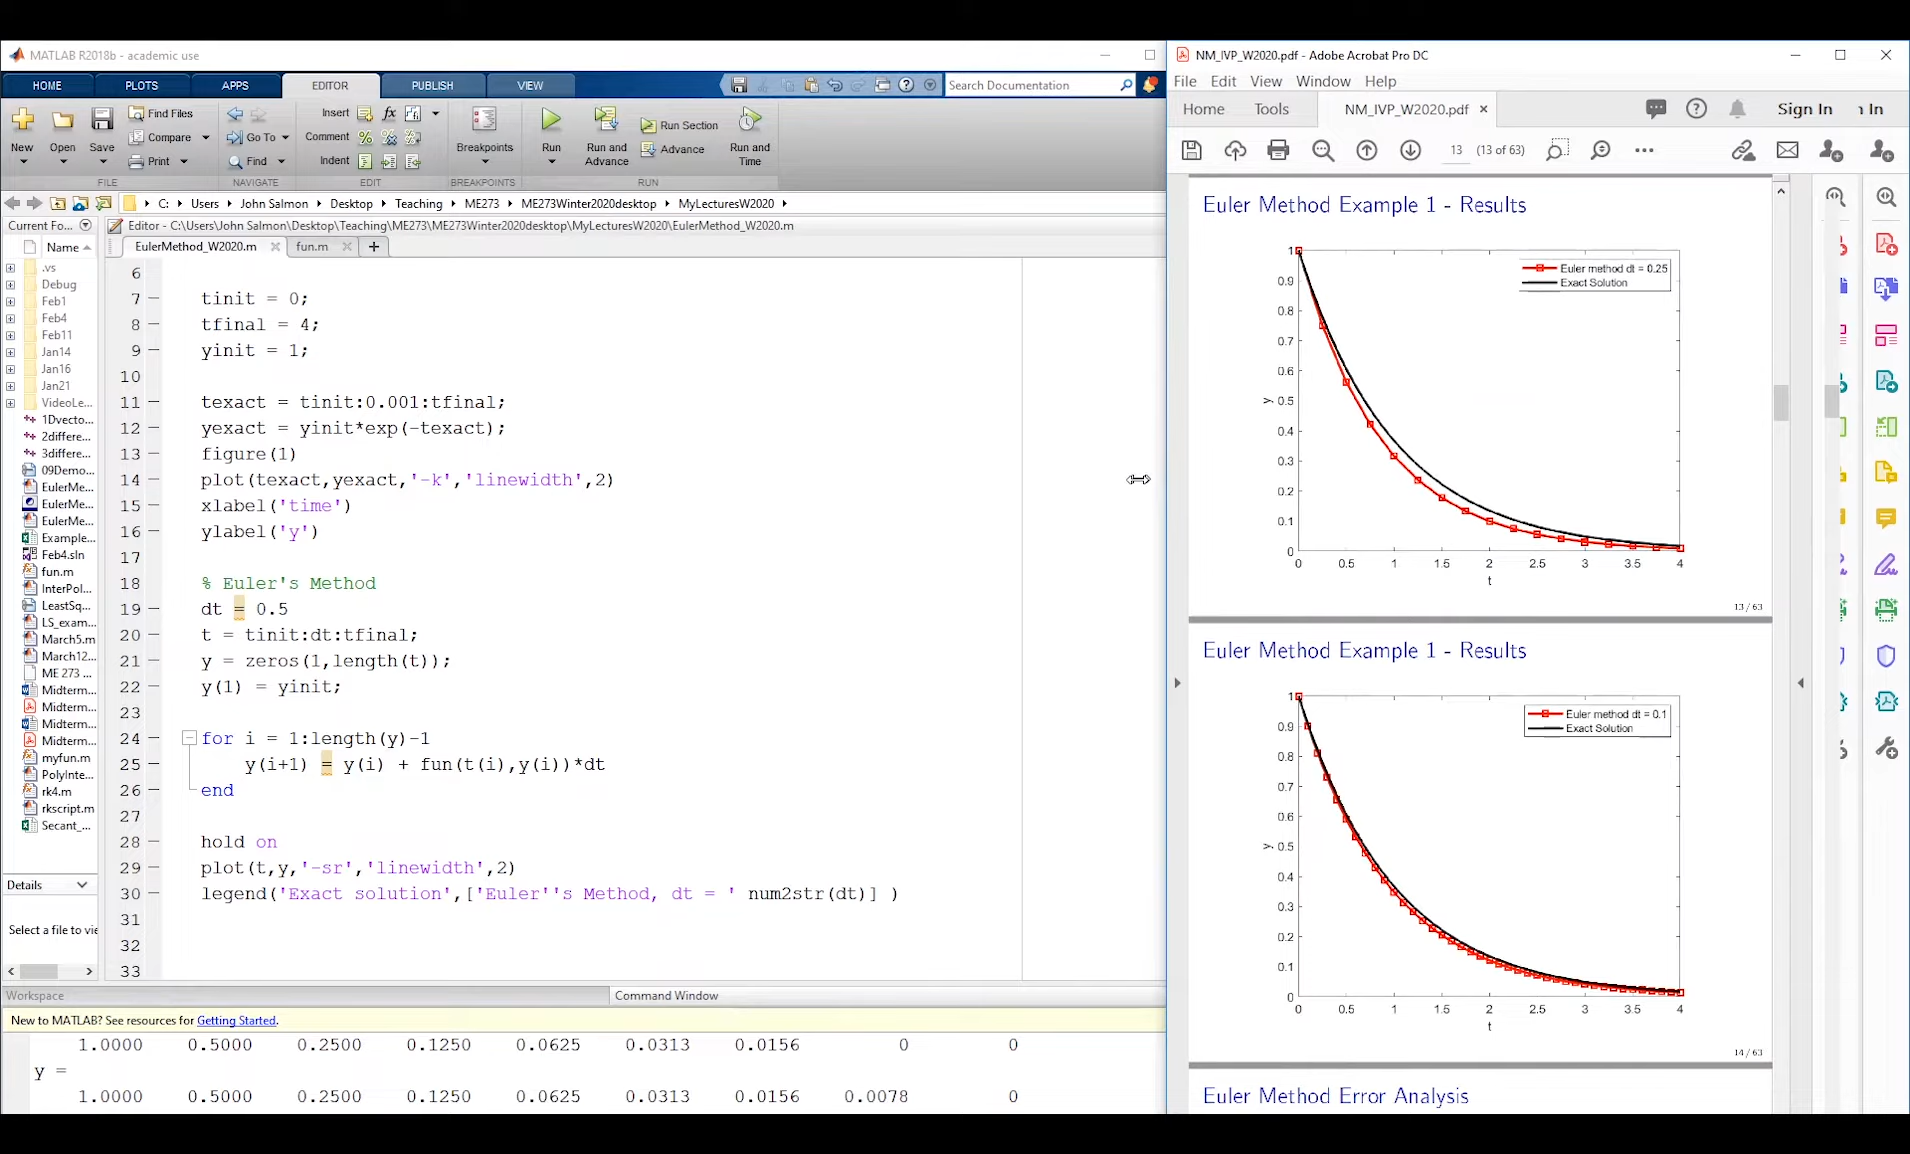 MATLAB R2018b - academic use
HOME PLOTS APPS EDITOR PUBLISH VIEW
Search Documentation
New Open Save
Find Files
Compare
Print
Go To
Find
Insert
Comment
Indent
fx
Breakpoints
Run
Run and Advance
Run Section
Advance
Run and Time
FILE NAVIGATE EDIT BREAKPOINTS RUN
C: Users John Salmon Desktop Teaching ME273 ME273Winter2020desktop MyLecturesW2020
Current Fo...
Name
.vs
Debug
Feb1
Feb4
Feb11
Jan14
Jan16
Jan21
VideoLe...
1Dvecto...
2differe...
3differe...
09Demo...
EulerMe...
EulerMe...
EulerMe...
Example...
Feb4.sln
fun.m
InterPol...
LeastSq...
LS_exam...
March5.m
March12...
ME 273 ...
Midterm...
Midterm...
Midterm...
Midterm...
myfun.m
PolyInte...
rk4.m
rkscript.m
Secant_...
Details
Select a file to vie
Editor - C:\Users\John Salmon\Desktop\Teaching\ME273\ME273Winter2020desktop\MyLecturesW2020\EulerMethod_W2020.m
EulerMethod_W2020.m fun.m
6
7 tinit = 0;
8 tfinal = 4;
9 yinit = 1;
10
11 texact = tinit:0.001:tfinal;
12 yexact = yinit*exp(-texact);
13 figure(1)
14 plot(texact,yexact,'-k','linewidth',2)
15 xlabel('time')
16 ylabel('y')
17
18 % Euler's Method
19 dt = 0.5
20 t = tinit:dt:tfinal;
21 y = zeros(1,length(t));
22 y(1) = yinit;
23
24 for i = 1:length(y)-1
25 y(i+1) = y(i) + fun(t(i),y(i))*dt
26 end
27
28 hold on
29 plot(t,y,'-sr','linewidth',2)
30 legend('Exact solution',['Euler''s Method, dt = ' num2str(dt)] )
31
32
33
Workspace
Command Window
New to MATLAB? See resources for Getting Started.
1.0000 0.5000 0.2500 0.1250 0.0625 0.0313 0.0156 0 0
y =
1.0000 0.5000 0.2500 0.1250 0.0625 0.0313 0.0156 0.0078 0
NM_IVP_W2020.pdf - Adobe Acrobat Pro DC
File Edit View Window Help
Home Tools NM_IVP_W2020.pdf Sign In In
13 (13 of 63)
Euler Method Example 1 - Results
Euler method dt = 0.25
Exact Solution
1
0.9
0.8
0.7
0.6
0.5
0.4
0.3
0.2
0.1
0
y
0 0.5 1 1.5 2 2.5 3 3.5 4
t
13 / 63
Euler Method Example 1 - Results
Euler method dt = 0.1
Exact Solution
1
0.9
0.8
0.7
0.6
0.5
0.4
0.3
0.2
0.1
0
y
0 0.5 1 1.5 2 2.5 3 3.5 4
t
14 / 63
Euler Method Error Analysis